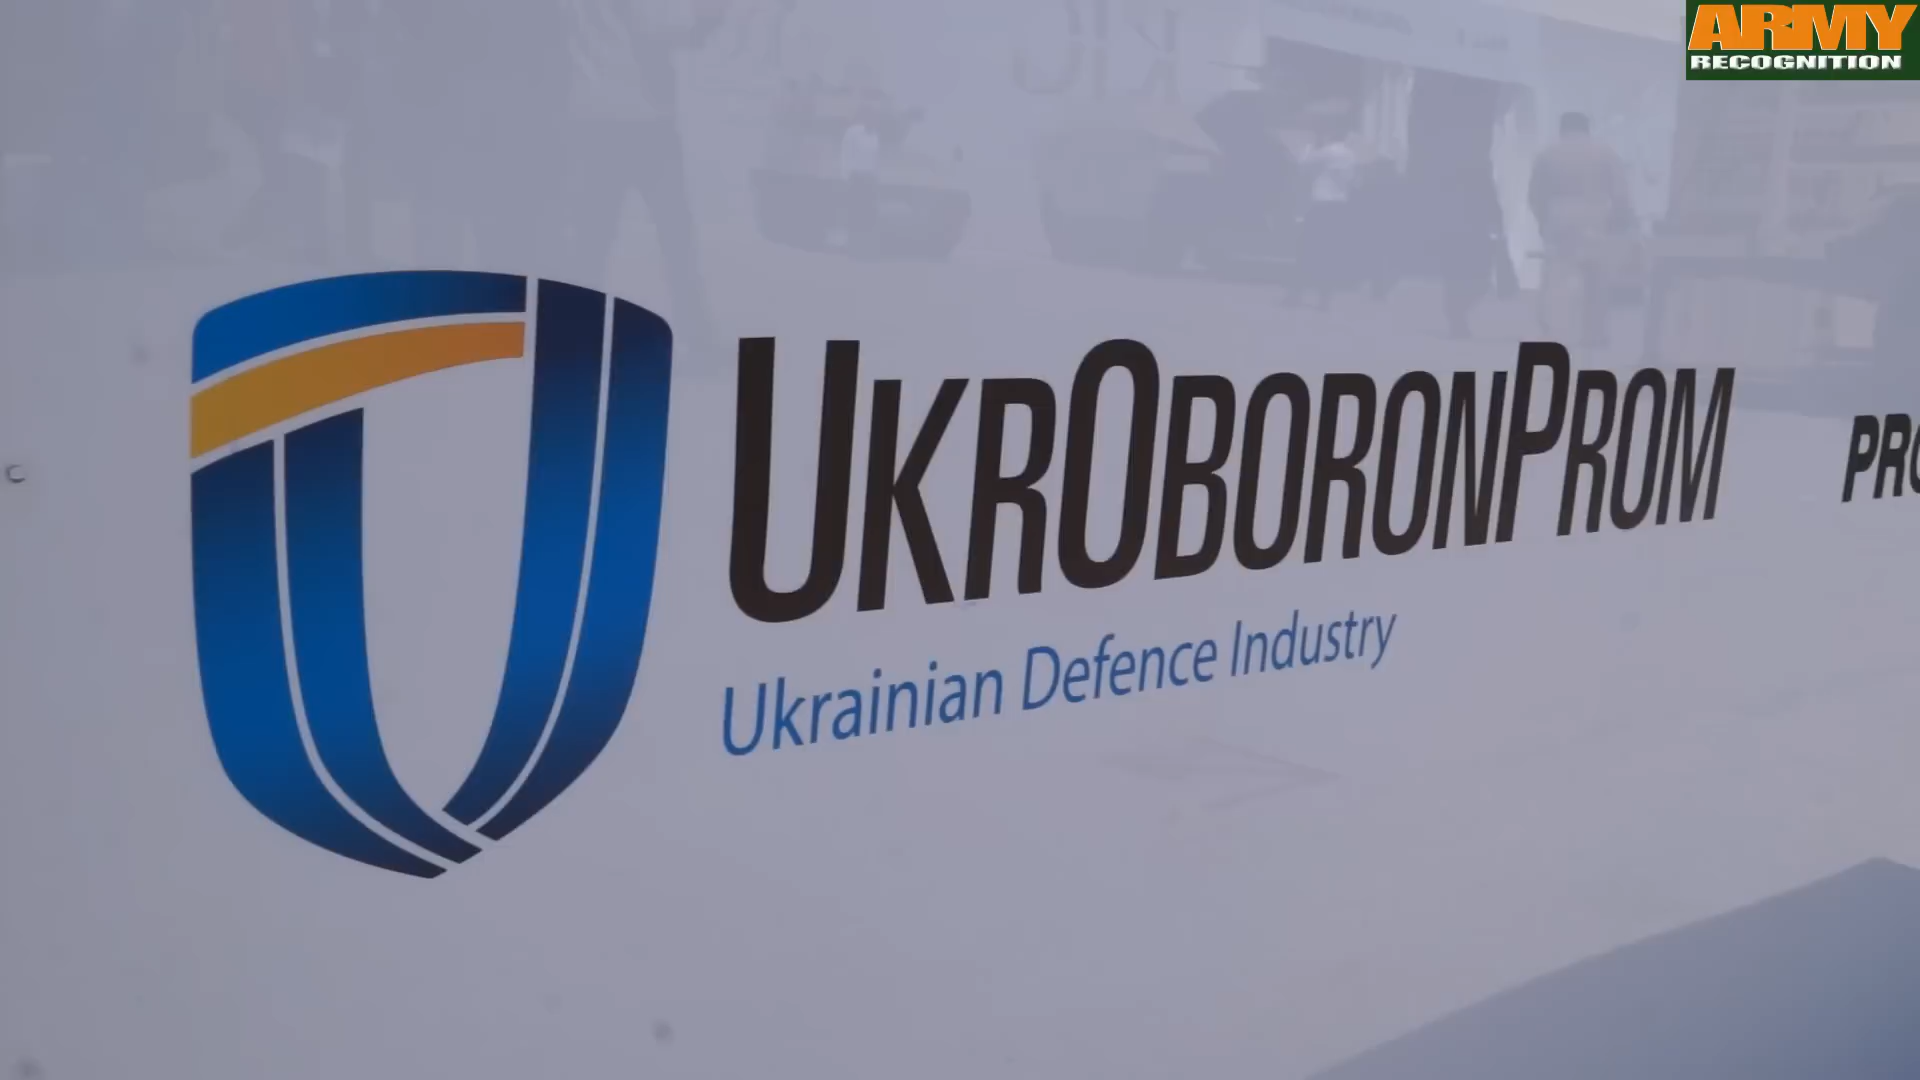 ARMY
RECOGNITION
UKROBORONPROM
Ukrainian Defence Industry